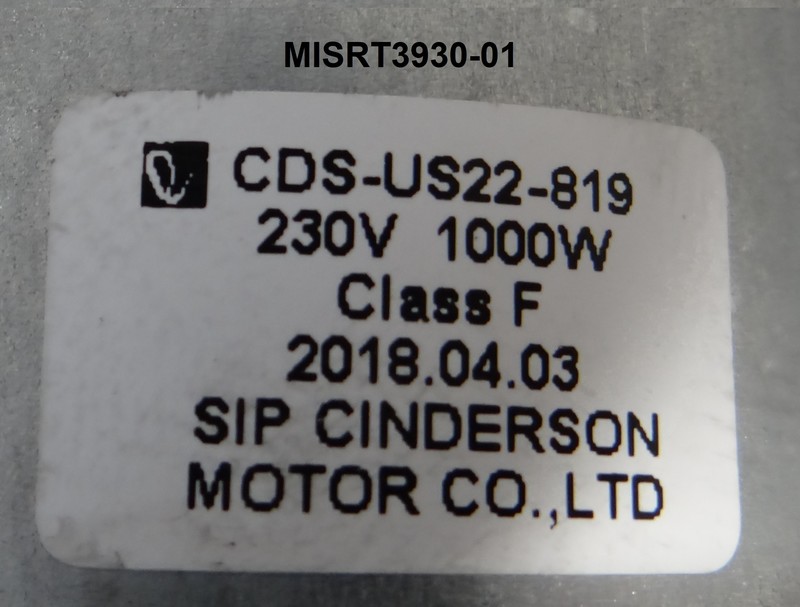 MISRT3930-01
CDS-US22-819
230V 1000W
Class F
2018.04.03
SIP CINDERSON
MOTOR CO.,LTD